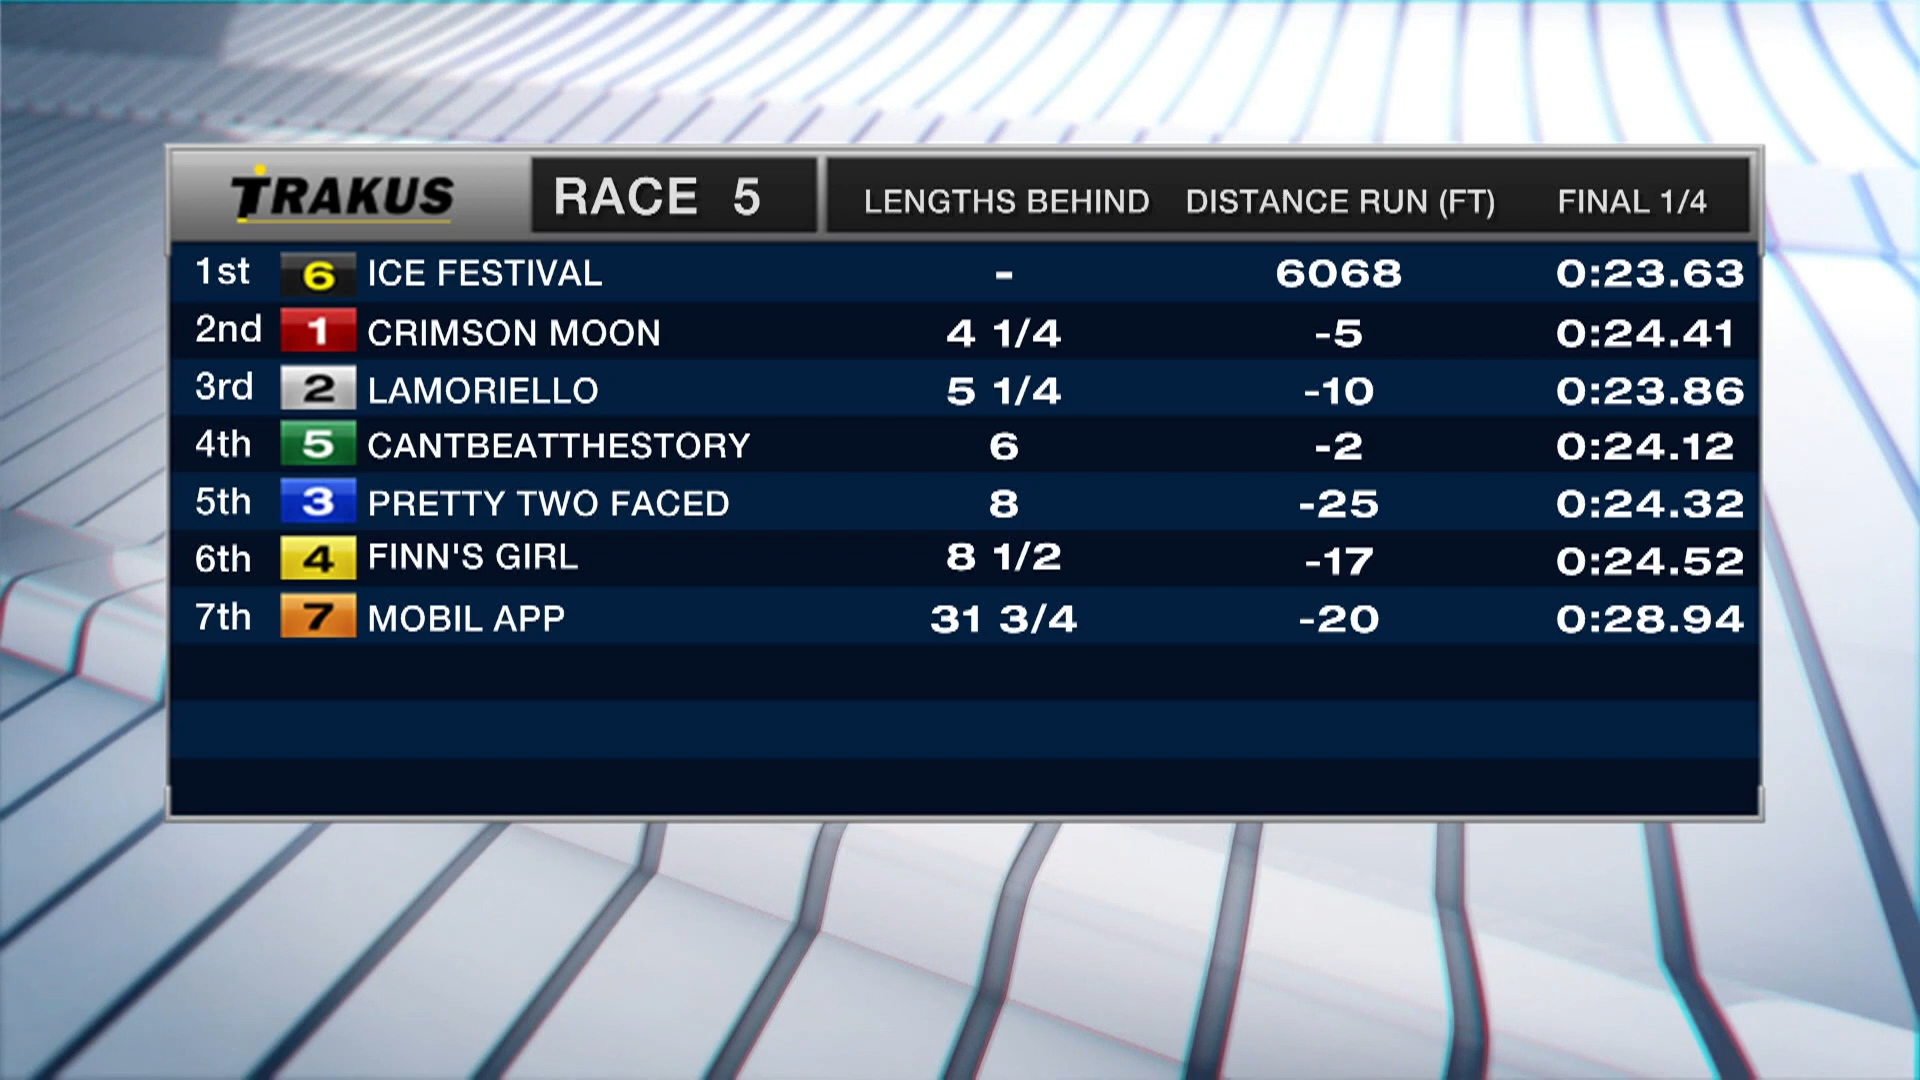 TRAKUS RACE 5 LENGTHS BEHIND DISTANCE RUN (FT) FINAL 1/4
1st 6 ICE FESTIVAL - 6068 0:23.63
2nd 1 CRIMSON MOON 4 1/4 -5 0:24.41
3rd 2 LAMORIELLO 5 1/4 -10 0:23.86
4th 5 CANTBEATTHESTORY 6 -2 0:24.12
5th 3 PRETTY TWO FACED 8 -25 0:24.32
6th 4 FINN'S GIRL 8 1/2 -17 0:24.52
7th 7 MOBIL APP 31 3/4 -20 0:28.94